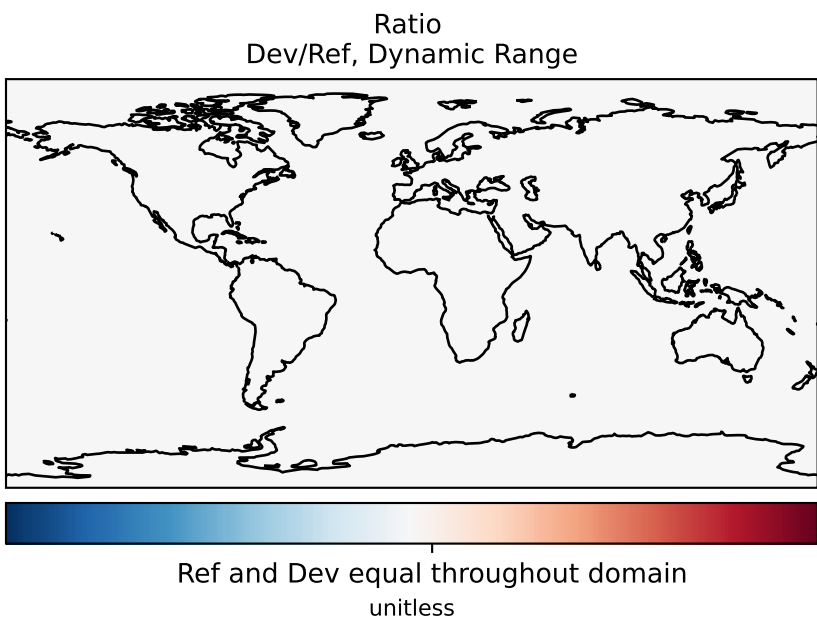 Ratio
Dev/Ref, Dynamic Range
Ref and Dev equal throughout domain
unitless